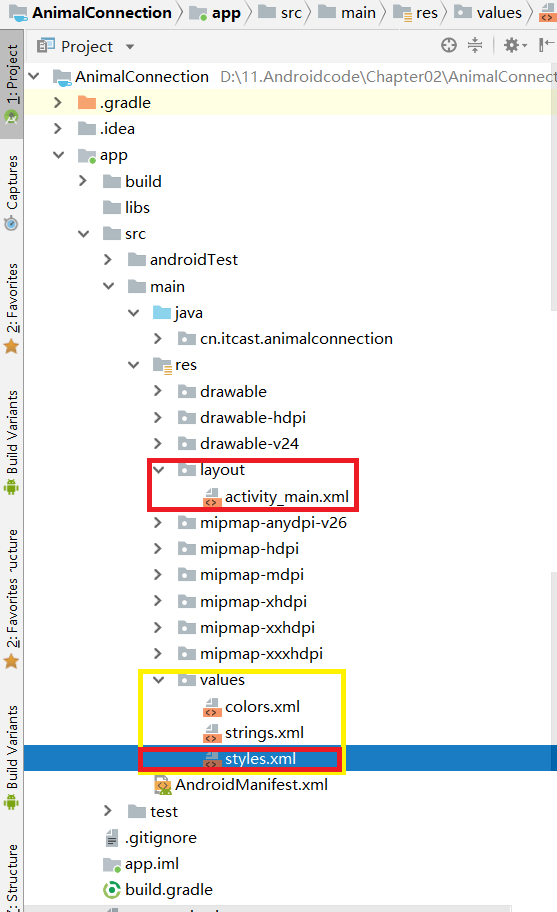 AnimalConnection app src main res values
Project
AnimalConnection D:\11.Androidcode\Chapter02\AnimalConnect
.gradle
.idea
app
build
libs
src
androidTest
main
java
cn.itcast.animalconnection
res
drawable
drawable-hdpi
drawable-v24
layout
activity_main.xml
mipmap-anydpi-v26
mipmap-hdpi
mipmap-mdpi
mipmap-xhdpi
mipmap-xxhdpi
mipmap-xxxhdpi
values
colors.xml
strings.xml
styles.xml
AndroidManifest.xml
test
.gitignore
app.iml
build.gradle
1: Project
Captures
2: Favorites
Build Variants
ructure
2: Favorites
Build Variants
7: Structure